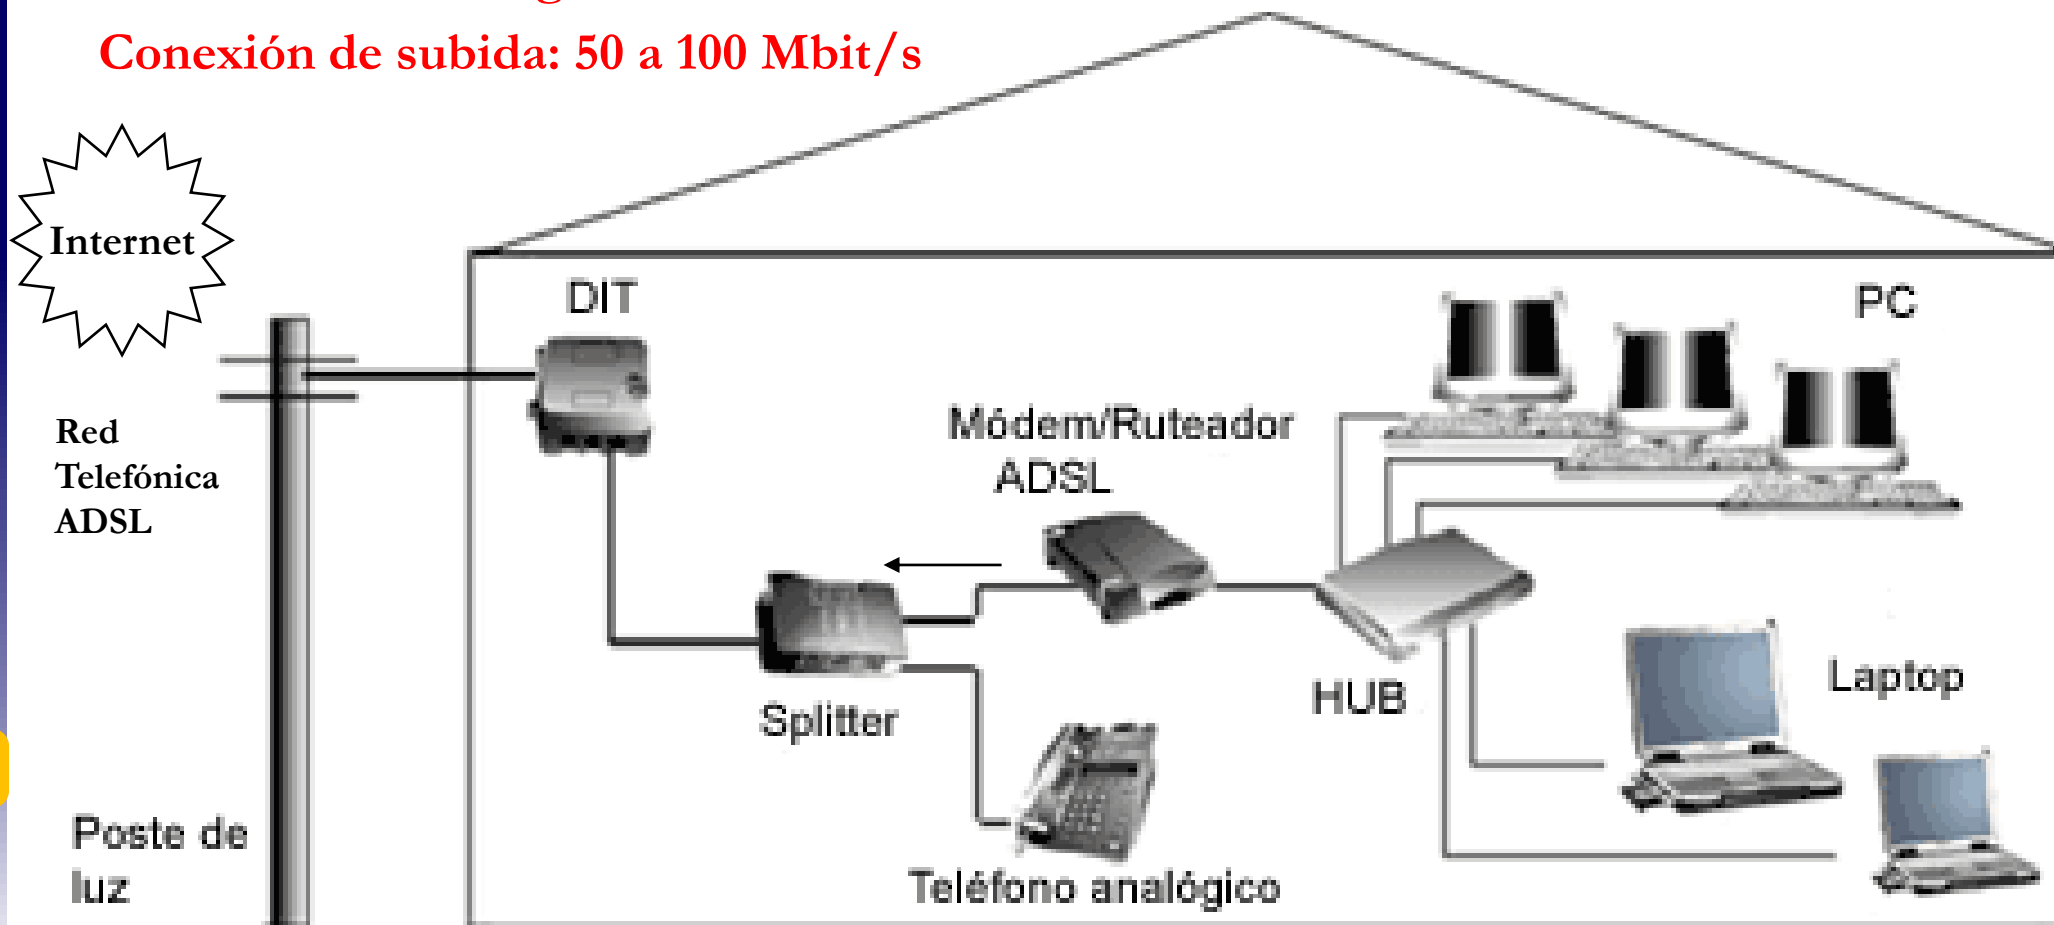 Conexión de subida: 50 a 100 Mbit/s
Internet
DIT
PC
Red
Telefónica
ADSL
Módem/Ruteador
ADSL
Splitter
HUB
Laptop
Poste de
luz
Teléfono analógico